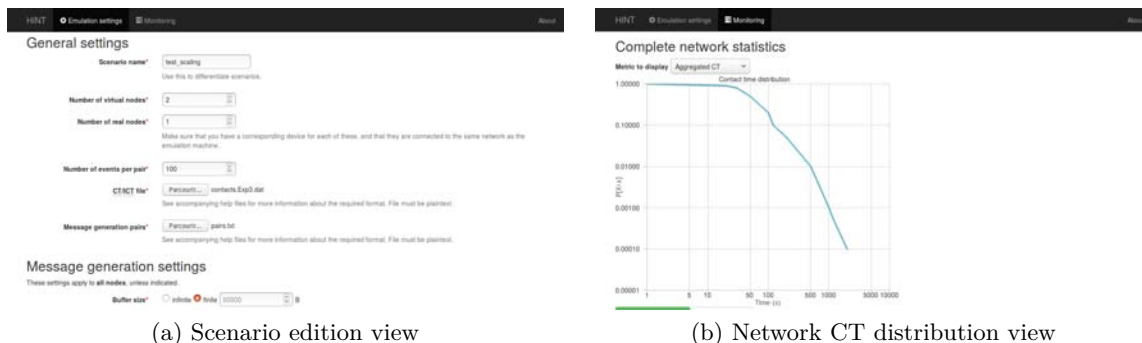 HINT Emulation settings Monitoring About
General settings
Scenario name* test_scaling
Use this to differentiate scenarios.
Number of virtual nodes* 2
Number of real nodes* 1
Make sure that you have a corresponding device for each of these, and that they are connected to the same network as the
emulation machine.
Number of events per pair* 100
CT/ICT file* Parcourir... contacts.Exp3.dat
See accompanying help files for more information about the required format. File must be plaintext.
Message generation pairs* Parcourir... pairs.txt
See accompanying help files for more information about the required format. File must be plaintext.
Message generation settings
These settings apply to all nodes, unless indicated.
Buffer size* infinite finite 50000 B
(a) Scenario edition view
HINT Emulation settings Monitoring About
Complete network statistics
Metric to display Aggregated CT
Contact time distribution
1.00000
0.10000
0.01000
P[X>x]
0.00100
0.00010
0.00001
1 5 10 50 100 500 1000 5000 10000
Time (s)
(b) Network CT distribution view